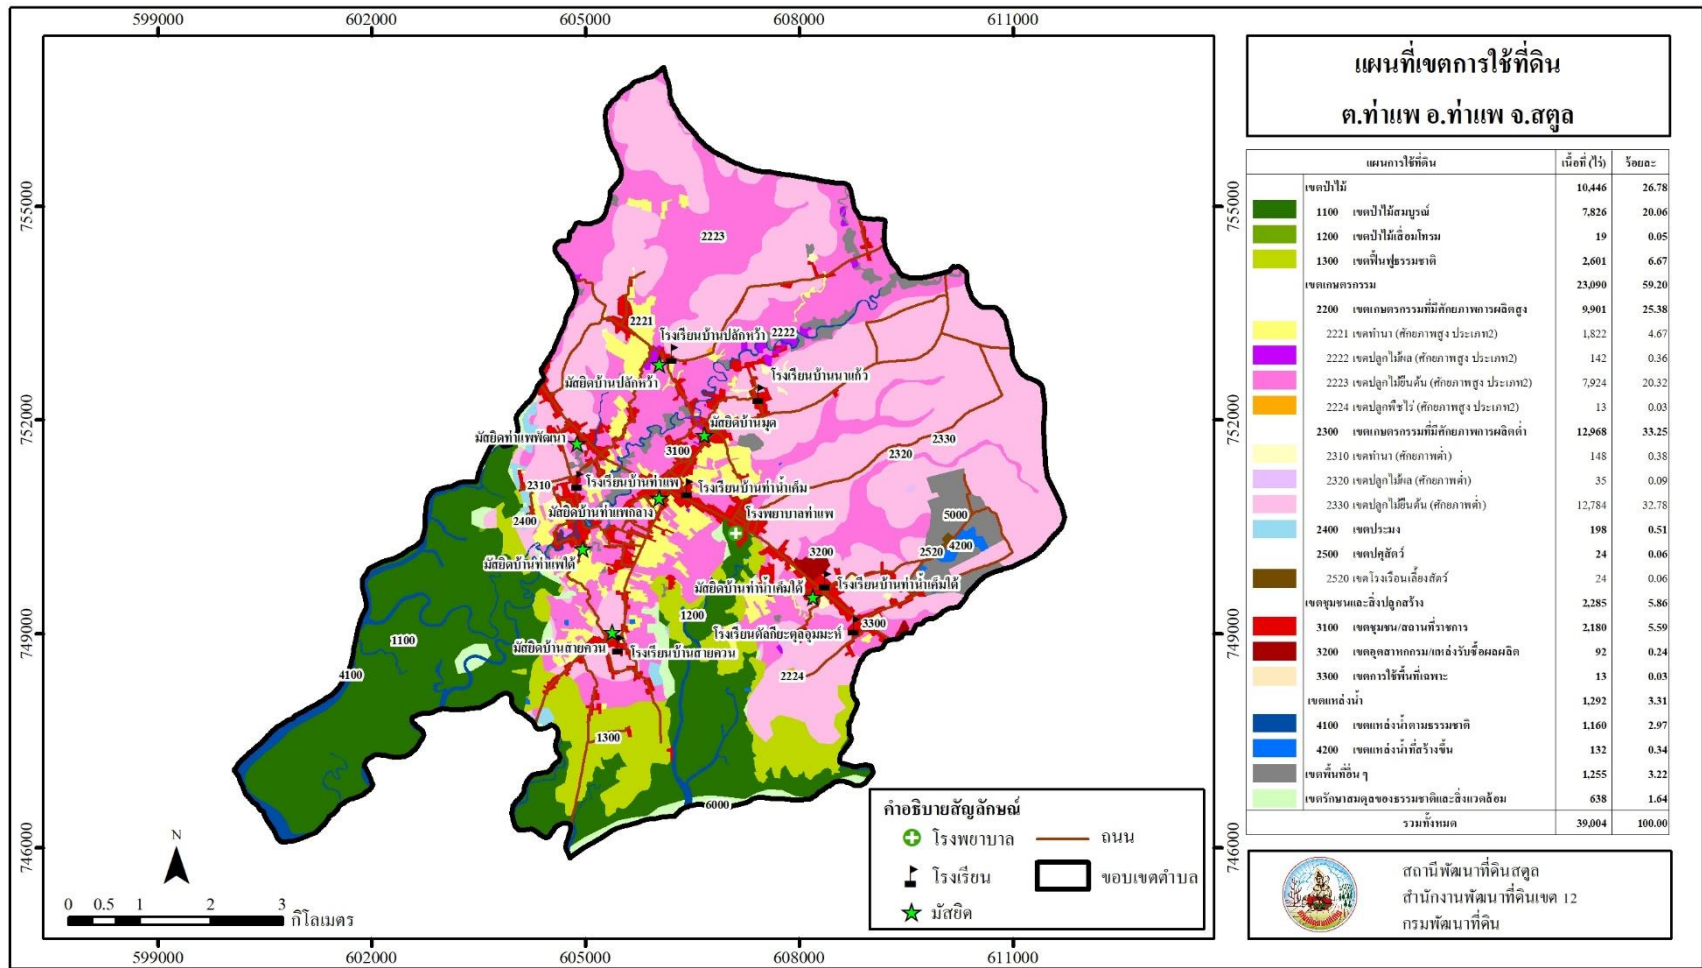 599000 602000 605000 608000 611000
แผนที่เขตการใช้ที่ดิน
ต.ท่าแพ อ.ท่าแพ จ.สตูล
แผนการใช้ที่ดิน เนื้อที่ (ไร่) ร้อยละ
เขตป่าไม้ 10,446 26.78
1100 เขตป่าไม้สมบูรณ์ 7,826 20.06
1200 เขตป่าไม้เสื่อมโทรม 19 0.05
1300 เขตฟื้นฟูธรรมชาติ 2,601 6.67
เขตเกษตรกรรม 23,090 59.20
2200 เขตเกษตรกรรมที่มีศักยภาพการผลิตสูง 9,901 25.38
2221 เขตทำนา (ศักยภาพสูง ประเภท2) 1,822 4.67
2222 เขตปลูกไม้ผล (ศักยภาพสูง ประเภท2) 142 0.36
2223 เขตปลูกไม้ยืนต้น (ศักยภาพสูง ประเภท2) 7,924 20.32
2224 เขตปลูกพืชไร่ (ศักยภาพสูง ประเภท2) 13 0.03
2300 เขตเกษตรกรรมที่มีศักยภาพการผลิตต่ำ 12,968 33.25
2310 เขตทำนา (ศักยภาพต่ำ) 148 0.38
2320 เขตปลูกไม้ผล (ศักยภาพต่ำ) 35 0.09
2330 เขตปลูกไม้ยืนต้น (ศักยภาพต่ำ) 12,784 32.78
2400 เขตประมง 198 0.51
2500 เขตปศุสัตว์ 24 0.06
2520 เขตโรงเรือนเลี้ยงสัตว์ 24 0.06
เขตชุมชนและสิ่งปลูกสร้าง 2,285 5.86
3100 เขตชุมชน/สถานที่ราชการ 2,180 5.59
3200 เขตอุตสาหกรรม/แหล่งรับซื้อผลผลิต 92 0.24
3300 เขตการใช้พื้นที่เฉพาะ 13 0.03
เขตแหล่งน้ำ 1,292 3.31
4100 เขตแหล่งน้ำตามธรรมชาติ 1,160 2.97
4200 เขตแหล่งน้ำที่สร้างขึ้น 132 0.34
เขตพื้นที่อื่น ๆ 1,255 3.22
เขตรักษาสมดุลของธรรมชาติและสิ่งแวดล้อม 638 1.64
รวมทั้งหมด 39,004 100.00
755000 755000
2223
2221
2222
โรงเรียนบ้านปลักหว้า
มัสยิดบ้านปลักหว้า
โรงเรียนบ้านนาแก้ว
752000 752000
มัสยิดบ้านมุด
มัสยิดท่าแพพัฒนา
2330
3100
2320
2310
โรงเรียนบ้านท่าแพ
โรงเรียนบ้านท่าน้ำเค็ม
มัสยิดบ้านท่าแพกลาง
โรงพยาบาลท่าแพ
5000
2400
4200
2520
3200
มัสยิดบ้านท่าแพใต้
มัสยิดบ้านท่าน้ำเค็มใต้
โรงเรียนบ้านท่าน้ำเค็มใต้
1200
3300
749000 749000
โรงเรียนดัลกียะตุลอุมมะห์
1100
มัสยิดบ้านสายควน
โรงเรียนบ้านสายควน
4100
2224
1300
6000
คำอธิบายสัญลักษณ์
โรงพยาบาล ถนน
โรงเรียน ขอบเขตตำบล
มัสยิด
746000 746000
N
0 0.5 1 2 3
กิโลเมตร
สถานีพัฒนาที่ดินสตูล
สำนักงานพัฒนาที่ดินเขต 12
กรมพัฒนาที่ดิน
599000 602000 605000 608000 611000